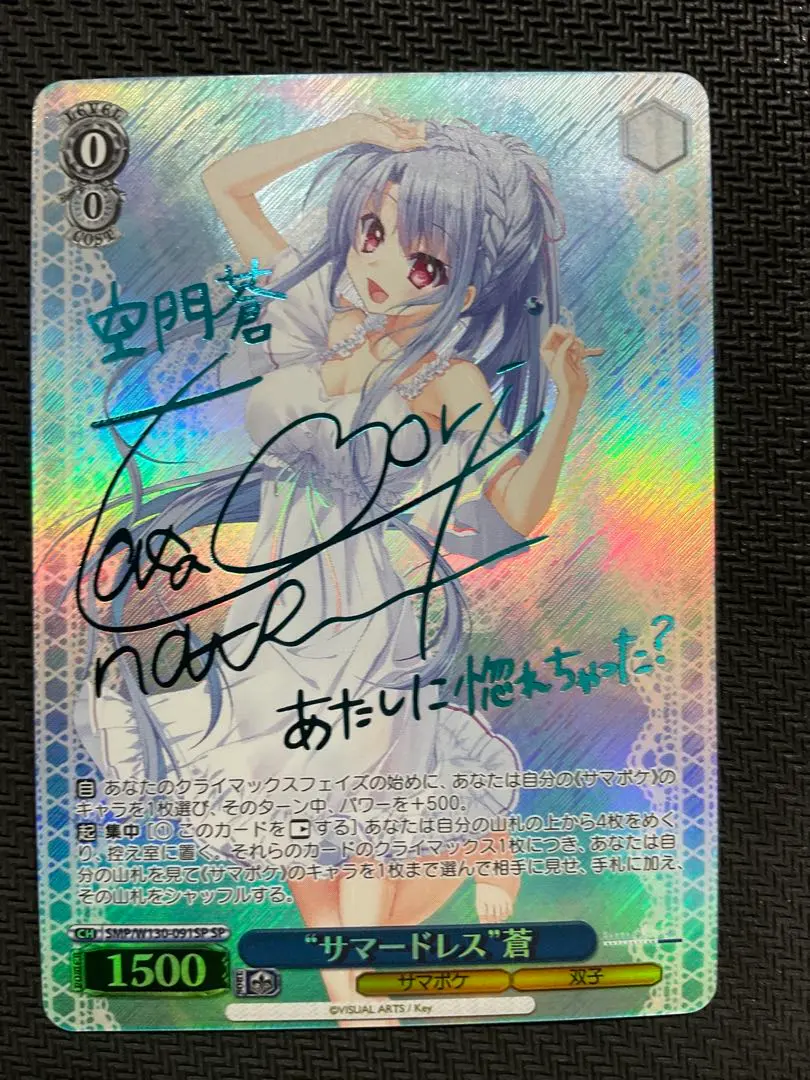 LEVEL
0
0
COST
空門蒼
あたしに惚れちゃった?
自 あなたのクライマックスフェイズの始めに、あなたは自分の《サマポケ》の
キャラを1枚選び、そのターン中、パワーを+500。
起 集中 [① このカードをする] あなたは自分の山札の上から4枚をめく
り、控え室に置く。それらのカードのクライマックス1枚につき、あなたは自
分の山札を見て《サマポケ》のキャラを1枚まで選んで相手に見せ、手札に加え、
その山札をシャッフルする。
CH SMP/W130-091SP SP
"サマードレス"蒼
POWER 1500
サマポケ 双子
©VISUAL ARTS / Key